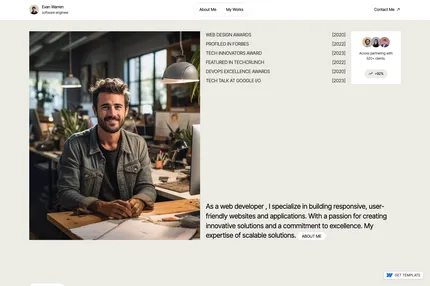 Evan Warren
software engineer
About Me
My Works
Contact Me
WEB DESIGN AWARDS [2020]
PROFILED IN FORBES [2022]
TECH INNOVATORS AWARD [2023]
FEATURED IN TECHCRUNCH [2022]
DEVOPS EXCELLENCE AWARDS [2020]
TECH TALK AT GOOGLE I/O [2023]
Across partnering with
520+ clients.
+92%
As a web developer , I specialize in building responsive, user-
friendly websites and applications. With a passion for creating
innovative solutions and a commitment to excellence. My
expertise of scalable solutions. ABOUT ME
GET TEMPLATE